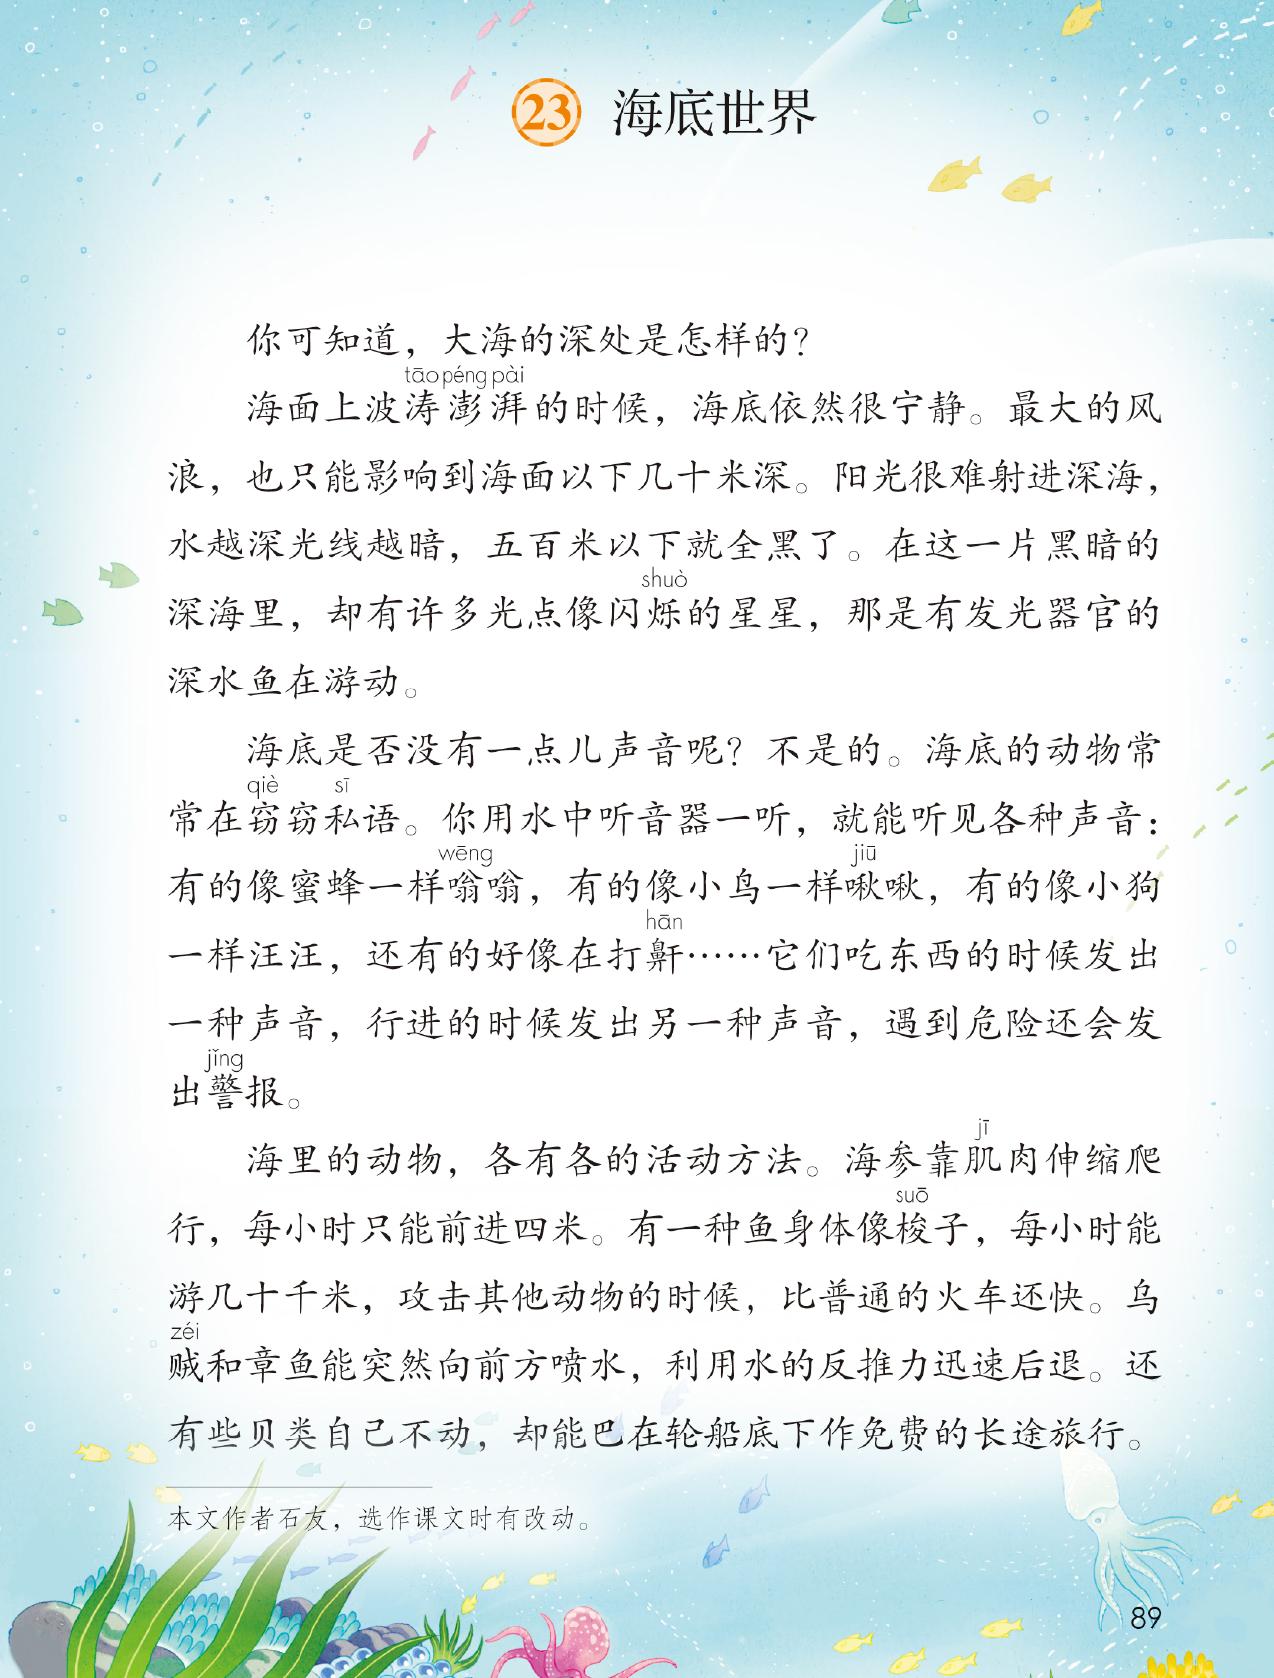 23 海底世界
你可知道，大海的深处是怎样的？
tāo péng pài
海面上波涛澎湃的时候，海底依然很宁静。最大的风
浪，也只能影响到海面以下几十米深。阳光很难射进深海，
水越深光线越暗，五百米以下就全黑了。在这一片黑暗的
shuò
深海里，却有许多光点像闪烁的星星，那是有发光器官的
深水鱼在游动。
海底是否没有一点儿声音呢？不是的。海底的动物常
qiè sī
常在窃窃私语。你用水中听音器一听，就能听见各种声音：
wēng jiū
有的像蜜蜂一样嗡嗡，有的像小鸟一样啾啾，有的像小狗
hān
一样汪汪，还有的好像在打鼾……它们吃东西的时候发出
一种声音，行进的时候发出另一种声音，遇到危险还会发
jǐng
出警报。
jī
海里的动物，各有各的活动方法。海参靠肌肉伸缩爬
suō
行，每小时只能前进四米。有一种鱼身体像梭子，每小时能
游几十千米，攻击其他动物的时候，比普通的火车还快。乌
zéi
贼和章鱼能突然向前方喷水，利用水的反推力迅速后退。还
有些贝类自己不动，却能巴在轮船底下作免费的长途旅行。
本文作者石友，选作课文时有改动。
89